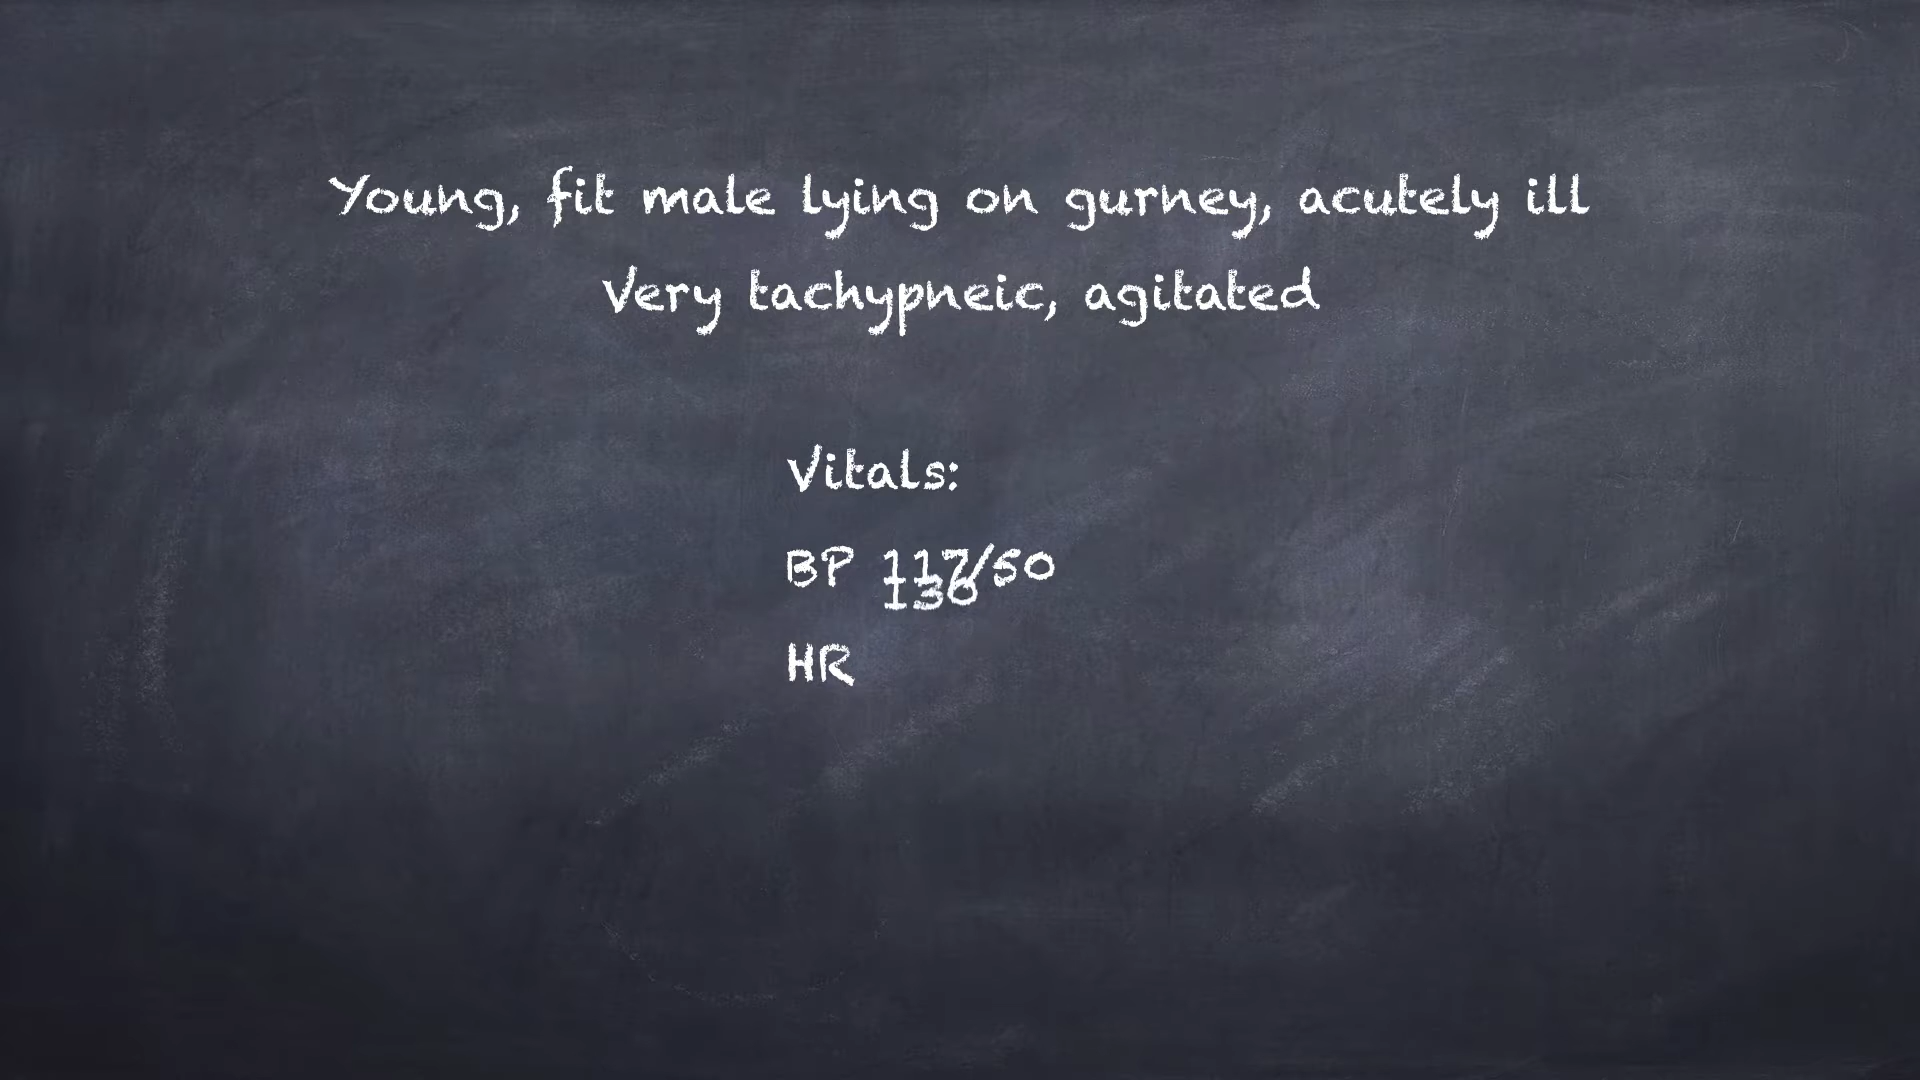 Young, fit male lying on gurney, acutely ill
Very tachypneic, agitated
Vitals:
BP 117/50
130
HR